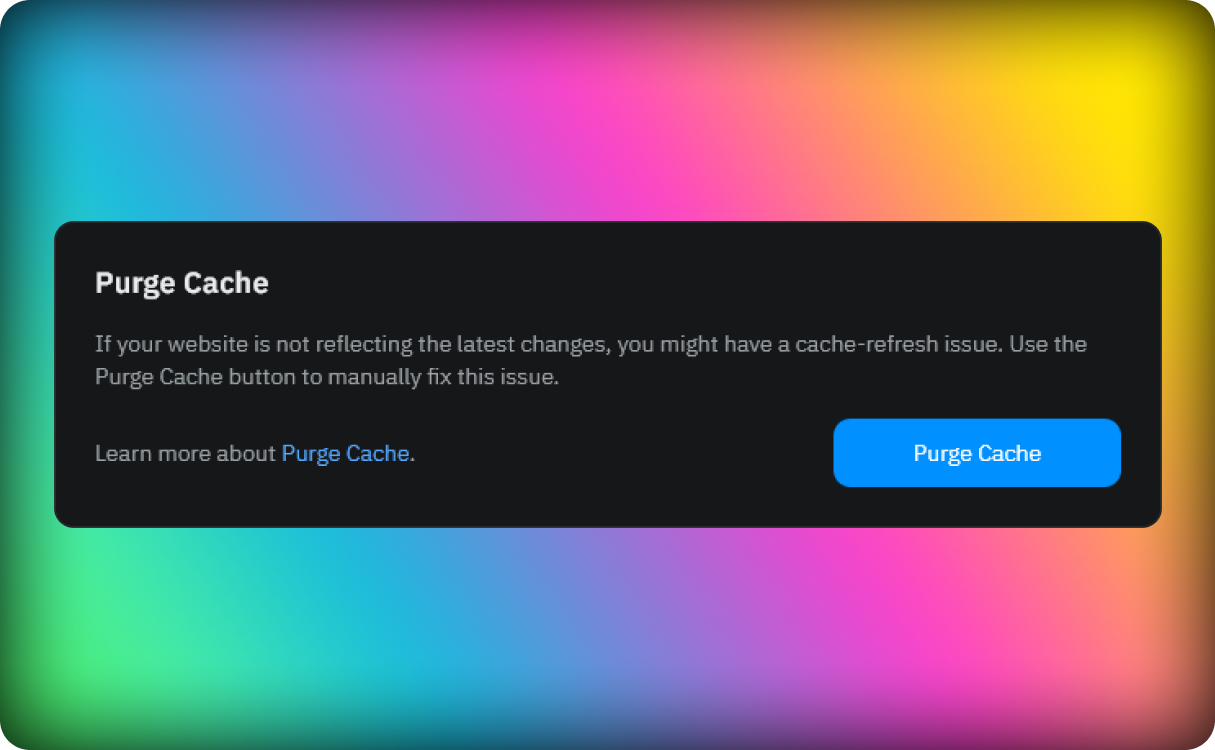 Purge Cache
If your website is not reflecting the latest changes, you might have a cache-refresh issue. Use the
Purge Cache button to manually fix this issue.
Learn more about Purge Cache.
Purge Cache